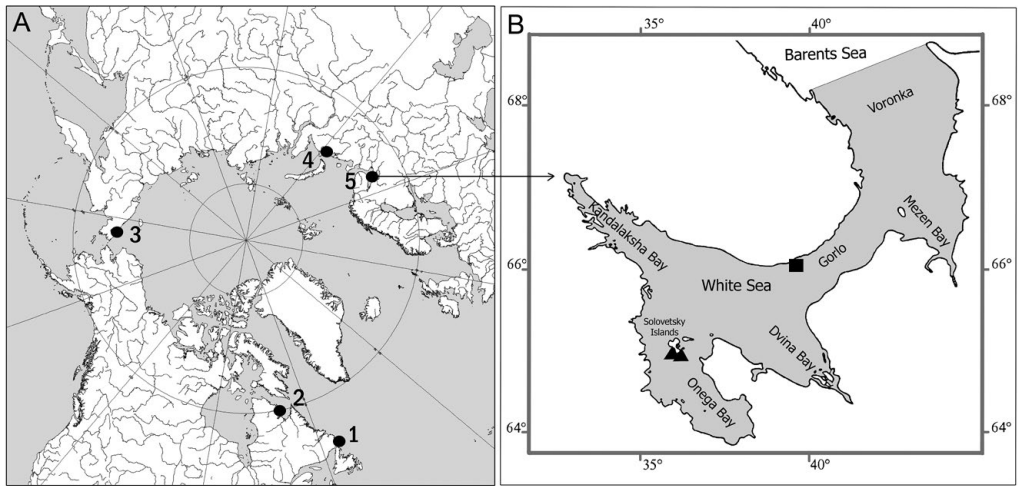 A
4
5
3
2
1
B
35°
40°
Barents Sea
Voronka
68°
68°
Kandalaksha Bay
Mezen Bay
Gorlo
66°
66°
White Sea
Solovetsky
Islands
Dvina Bay
Onega Bay
64°
64°
35°
40°